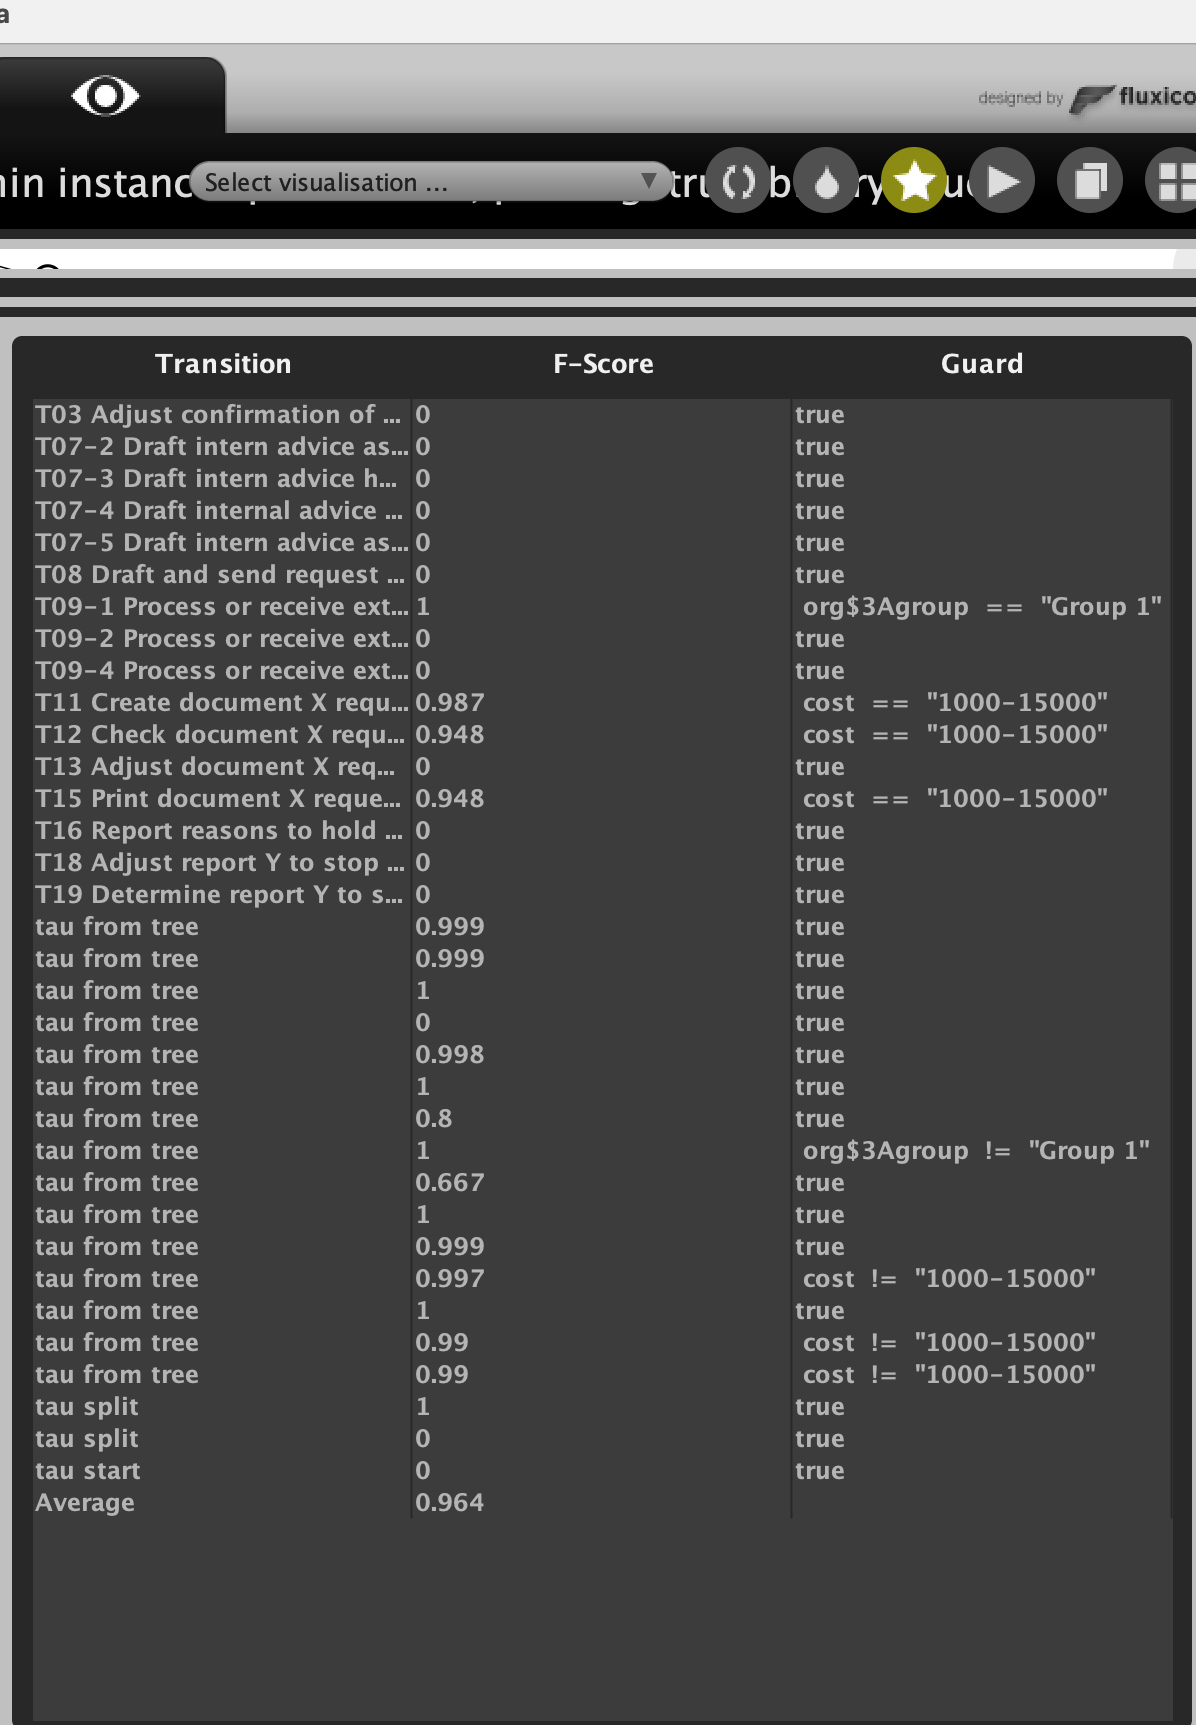 a
designed by fluxico
Select visualisation ...
Transition F-Score Guard
T03 Adjust confirmation of ... 0 true
T07-2 Draft intern advice as... 0 true
T07-3 Draft intern advice h... 0 true
T07-4 Draft internal advice ... 0 true
T07-5 Draft intern advice as... 0 true
T08 Draft and send request ... 0 true
T09-1 Process or receive ext... 1 org$3Agroup == "Group 1"
T09-2 Process or receive ext... 0 true
T09-4 Process or receive ext... 0 true
T11 Create document X requ... 0.987 cost == "1000-15000"
T12 Check document X requ... 0.948 cost == "1000-15000"
T13 Adjust document X req... 0 true
T15 Print document X reque... 0.948 cost == "1000-15000"
T16 Report reasons to hold ... 0 true
T18 Adjust report Y to stop ... 0 true
T19 Determine report Y to s... 0 true
tau from tree 0.999 true
tau from tree 0.999 true
tau from tree 1 true
tau from tree 0 true
tau from tree 0.998 true
tau from tree 1 true
tau from tree 0.8 true
tau from tree 1 org$3Agroup != "Group 1"
tau from tree 0.667 true
tau from tree 1 true
tau from tree 0.999 true
tau from tree 0.997 cost != "1000-15000"
tau from tree 1 true
tau from tree 0.99 cost != "1000-15000"
tau from tree 0.99 cost != "1000-15000"
tau split 1 true
tau split 0 true
tau start 0 true
Average 0.964